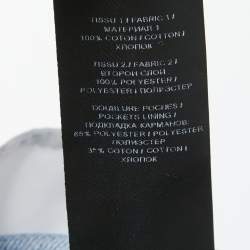 TISSU 1 / FABRIC 1 /
МАТЕРИАЛ 1
100% COTON / COTTON /
ХЛОПОК
TISSU 2 / FABRIC 2 /
ВТОРОЙ СЛОЙ
100% POLYESTER /
POLYESTER / ПОЛИЭСТЕР
DOUBLURE POCHES /
POCKETS LINING /
ПОДКЛАДКА КАРМАНОВ
65% POLYESTER / POLYESTER
/ ПОЛИЭСТЕР
35% COTON / COTTON /
ХЛОПОК